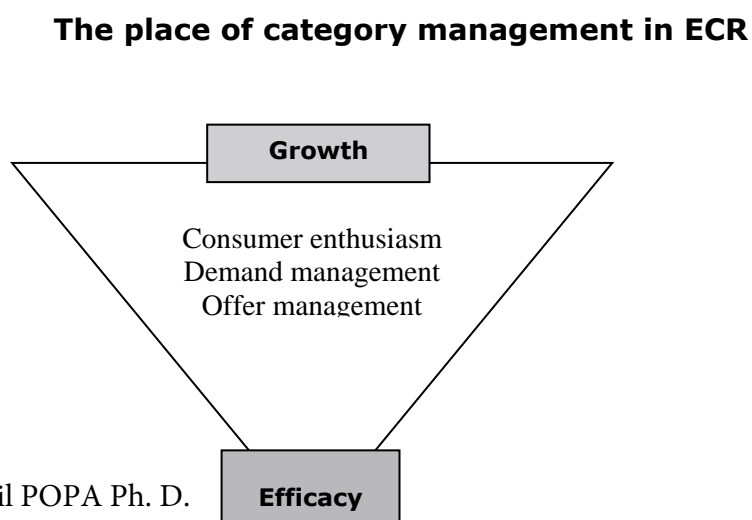 The place of category management in ECR
Growth
Consumer enthusiasm
Demand management
Offer management
POPA Ph. D.
Efficacy